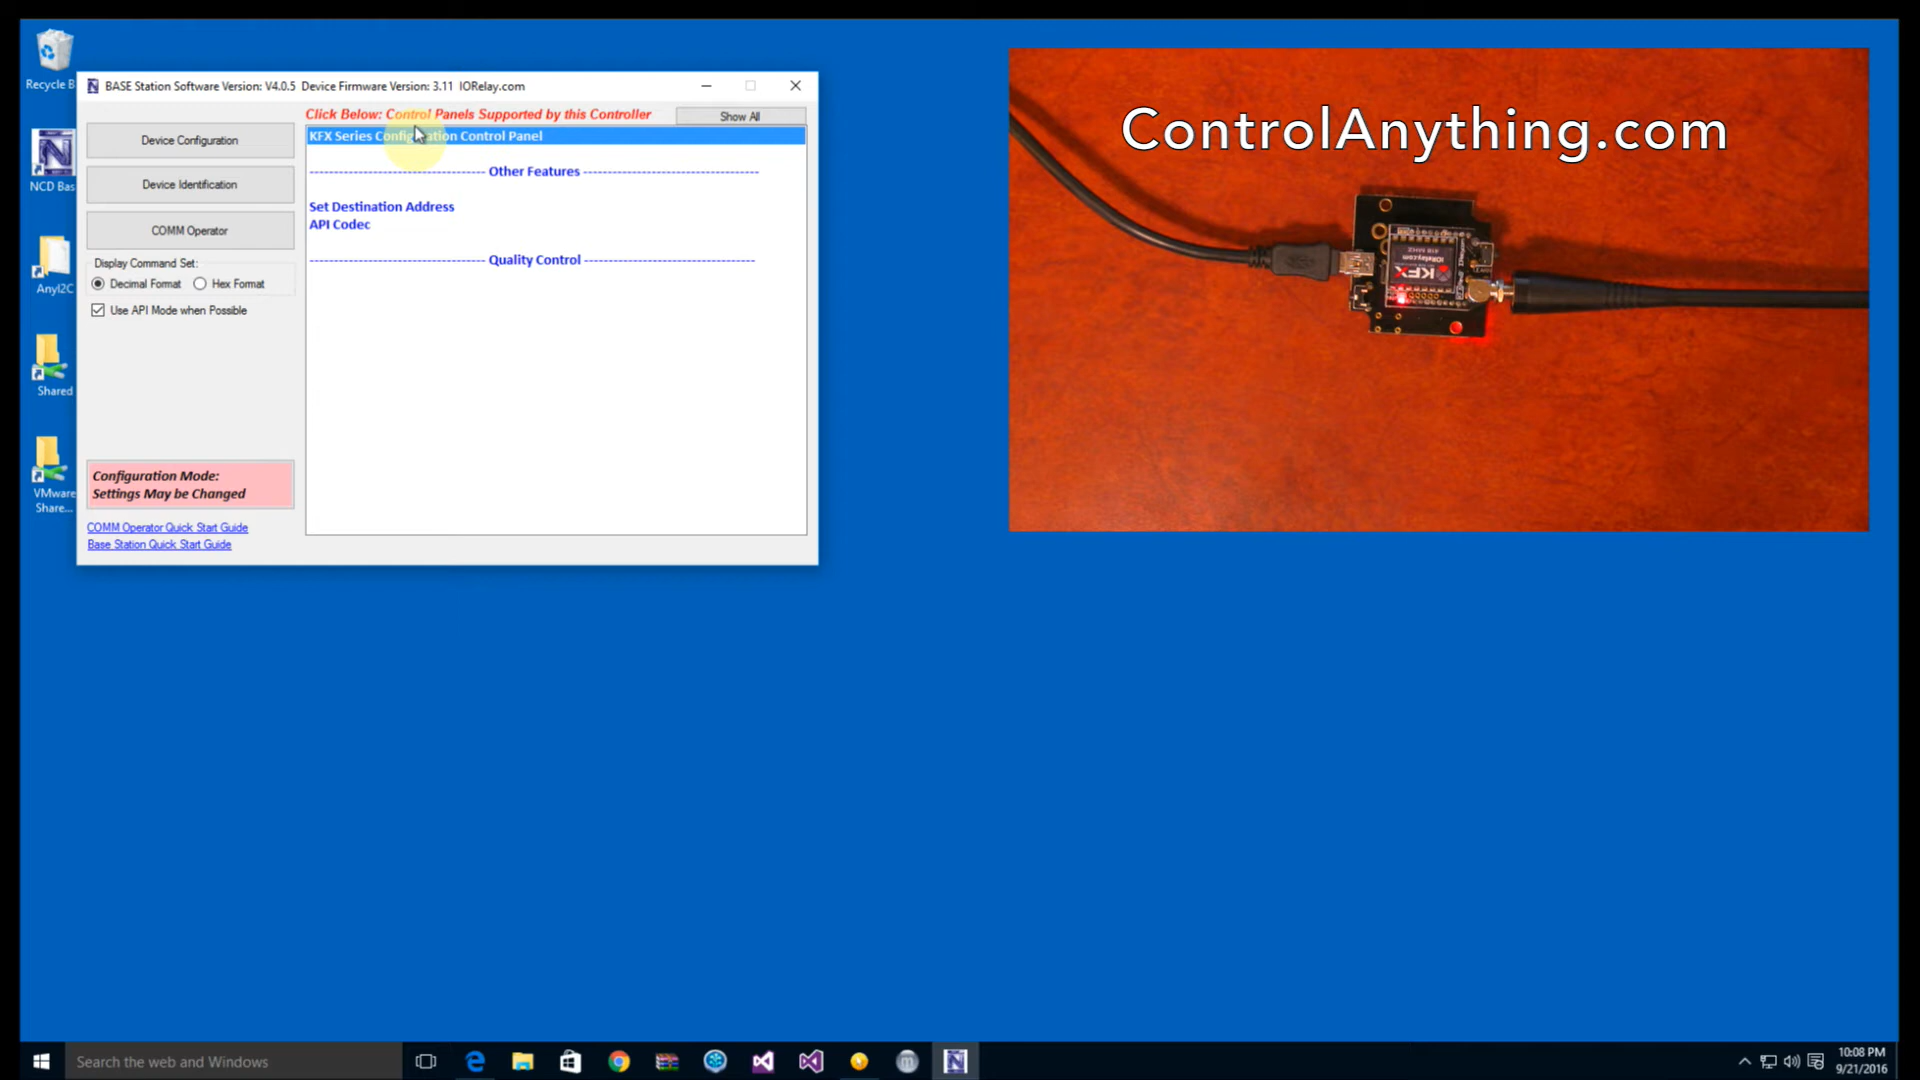 Recycle B
BASE Station Software Version: V4.0.5 Device Firmware Version: 3.11 IORelay.com
Click Below: Control Panels Supported by this Controller
Show All
Device Configuration
Device Identification
COMM Operator
Display Command Set:
Decimal Format
Hex Format
Use API Mode when Possible
Configuration Mode:
Settings May be Changed
COMM Operator Quick Start Guide
Base Station Quick Start Guide
KFX Series Configuration Control Panel
Other Features
Set Destination Address
API Codec
Quality Control
NCD Bas
AnyI2C
Shared
VMware
Share...
ControlAnything.com
KFX
IORelay.com
Search the web and Windows
10:08 PM
9/21/2016